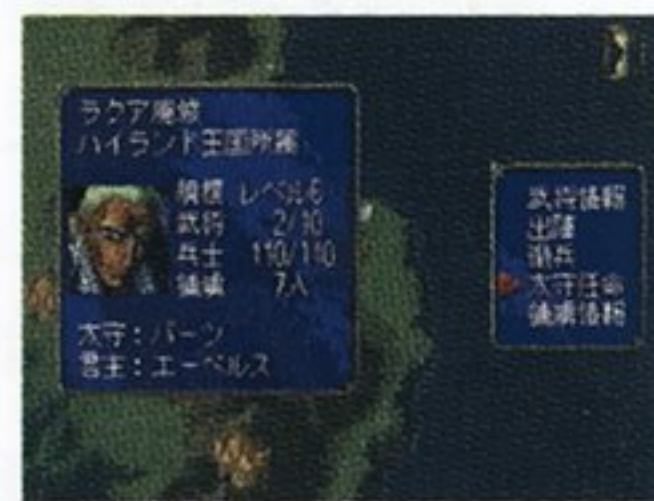 ラクア
ハイランド王国所属
規模 レベル6
武将 2/10
兵士 110/110
捕虜 7人
太守：バーツ
君主：エーベルス
武将情報
出陣
徴兵
太守任命
捕虜情報